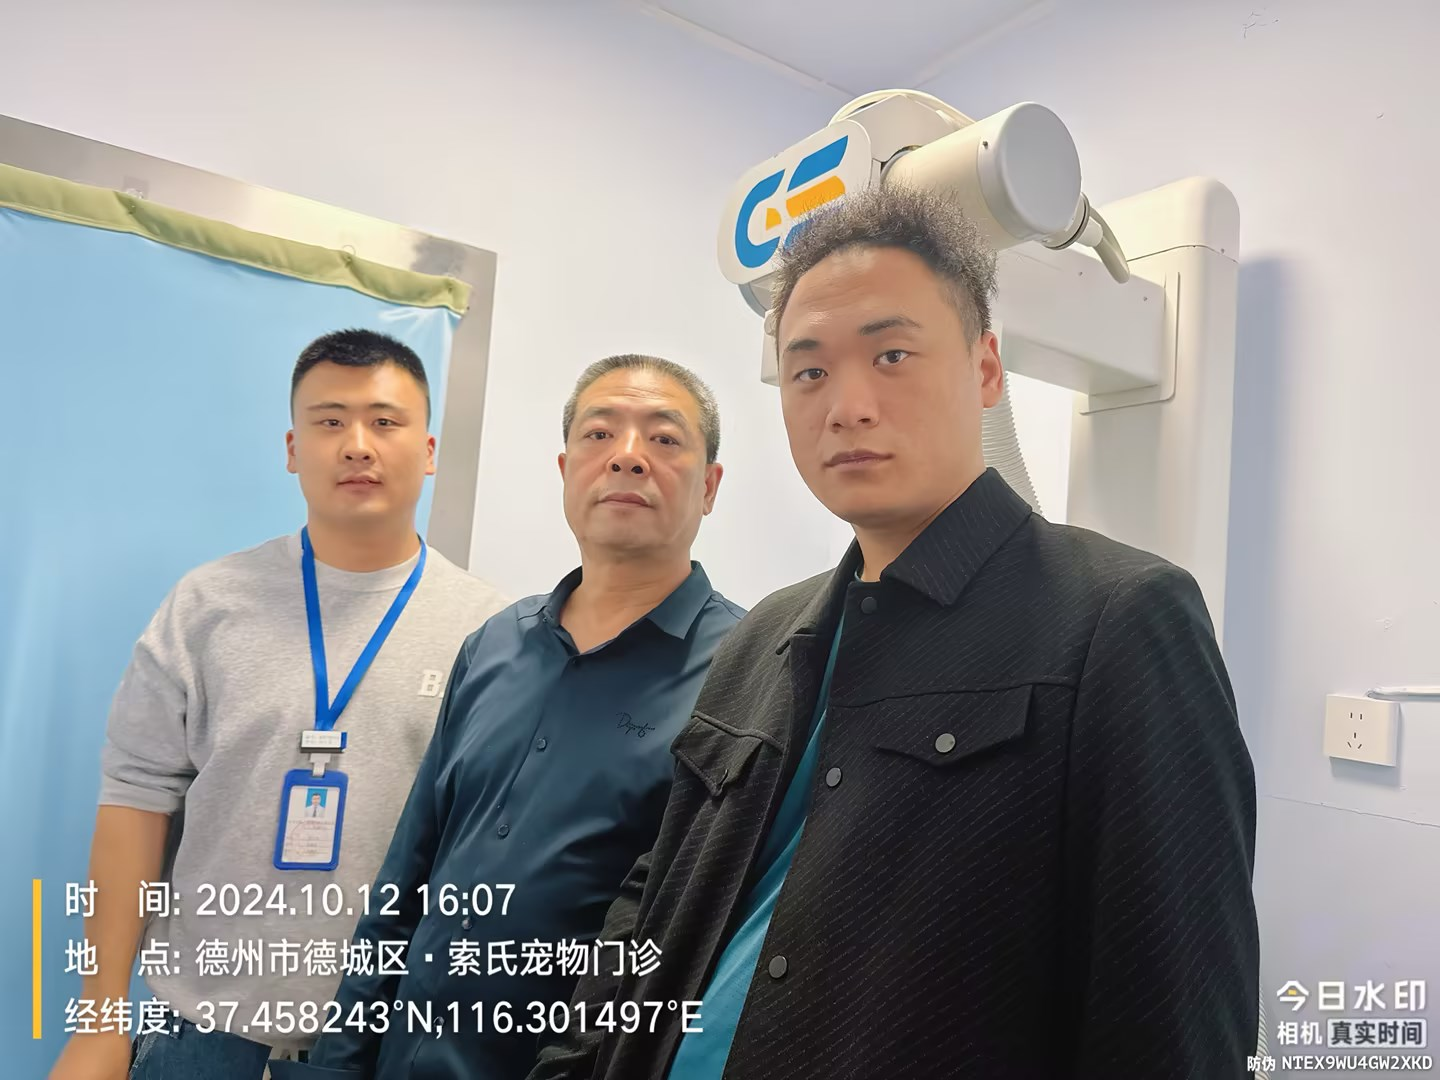 B
时 间: 2024.10.12 16:07
地 点: 德州市德城区·索氏宠物门诊
经纬度: 37.458243°N,116.301497°E
今日水印
相机 真实时间
防伪 NTEX9WU4GW2XKD